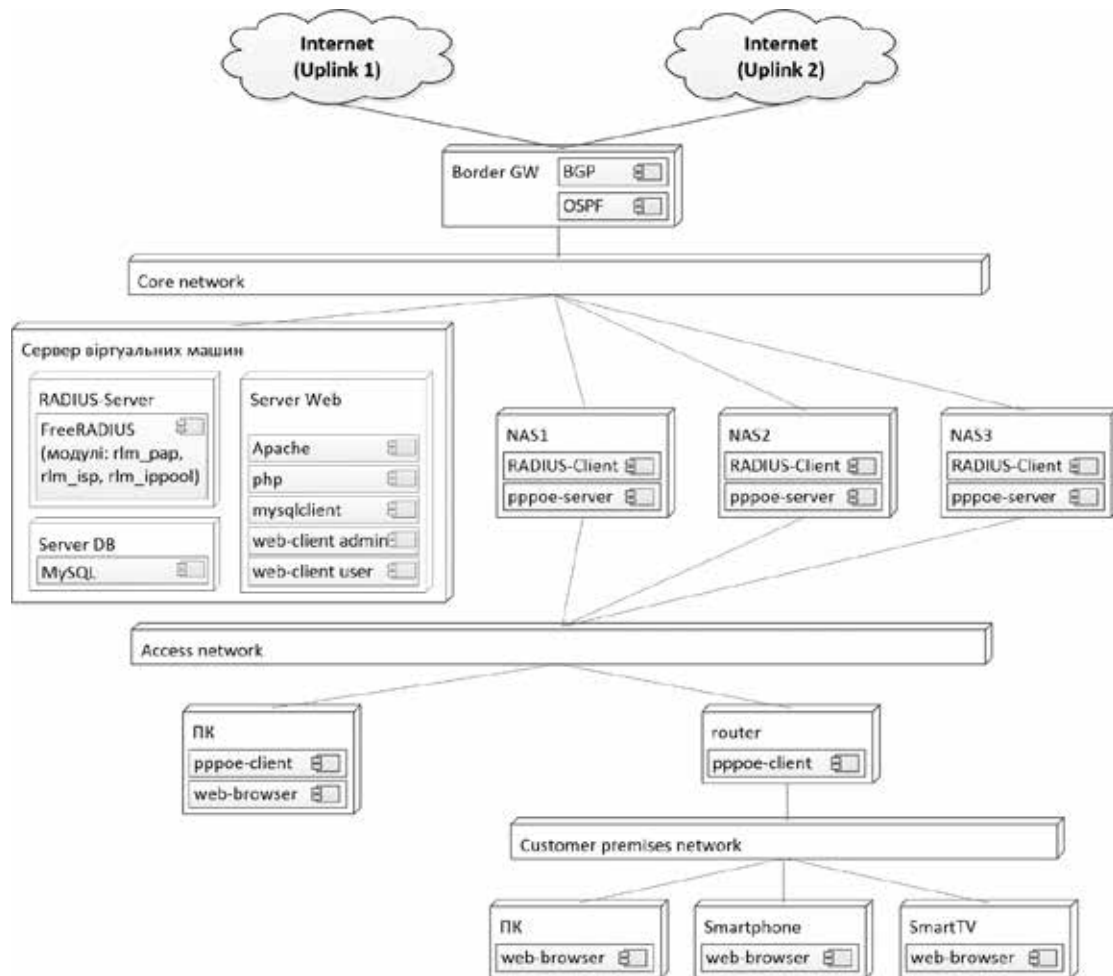 Internet
(Uplink 1)
Internet
(Uplink 2)
Border GW
BGP
OSPF
Core network
Сервер віртуальних машин
RADIUS-Server
FreeRADIUS
(модулі: rlm_pap,
rlm_isp, rlm_ippool)
Server DB
MySQL
Server Web
Apache
php
mysqlclient
web-client admin
web-client user
NAS1
RADIUS-Client
pppoe-server
NAS2
RADIUS-Client
pppoe-server
NAS3
RADIUS-Client
pppoe-server
Access network
ПК
pppoe-client
web-browser
router
pppoe-client
Customer premises network
ПК
web-browser
Smartphone
web-browser
SmartTV
web-browser